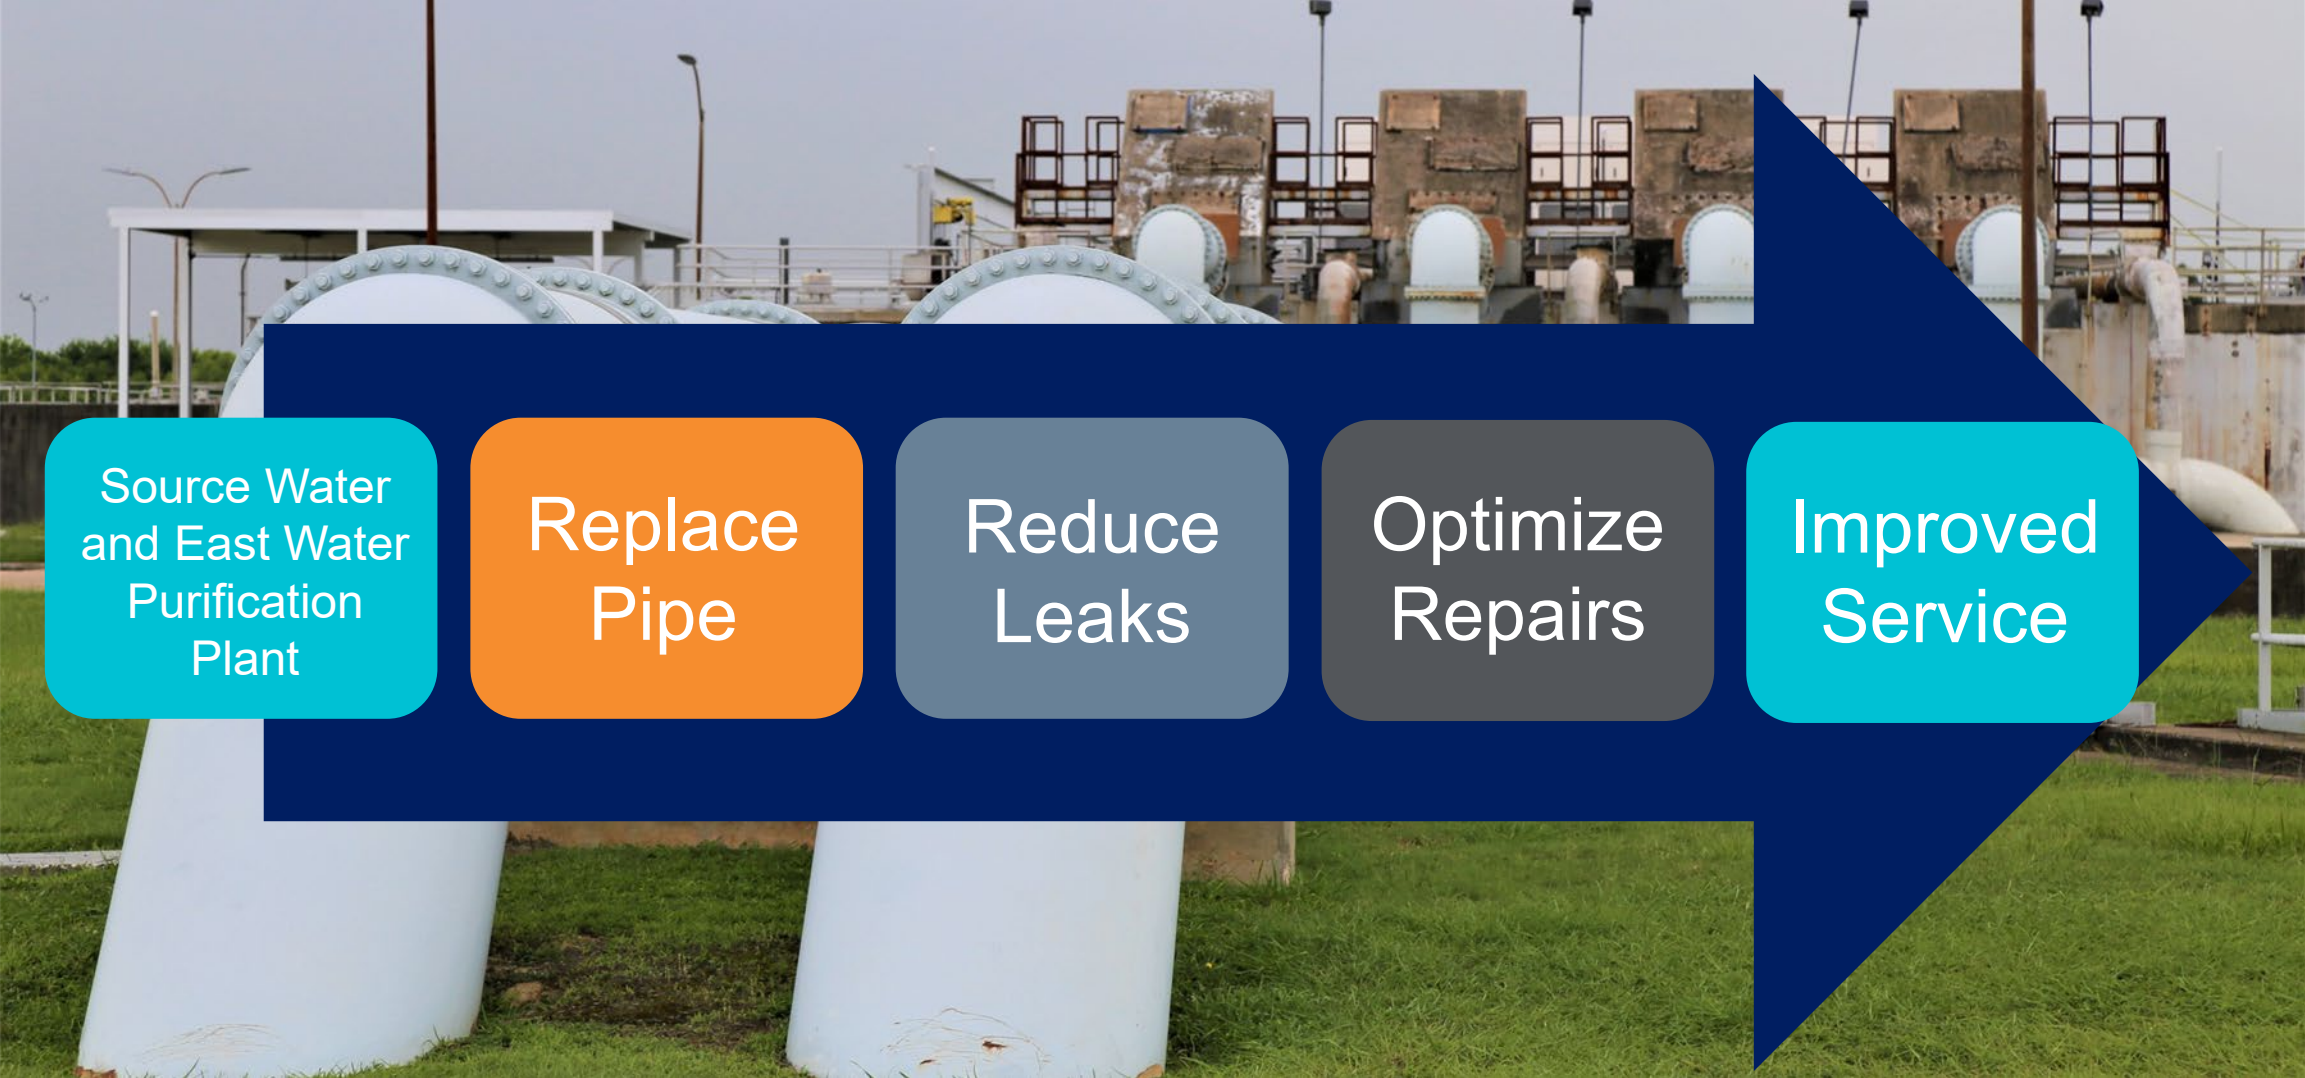 Source Water
and East Water
Purification
Plant
Replace
Pipe
Reduce
Leaks
Optimize
Repairs
Improved
Service